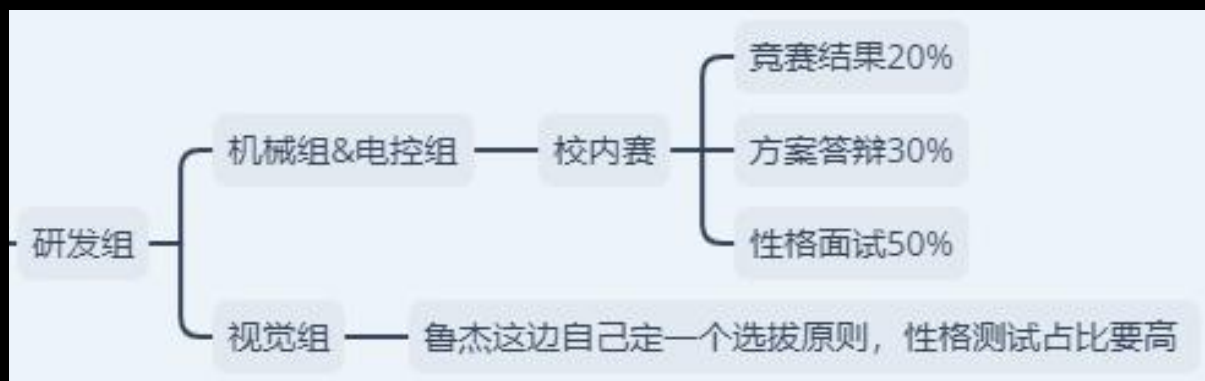 竞赛结果20%
机械组&电控组
校内赛
方案答辩30%
研发组
性格面试50%
视觉组
鲁杰这边自己定一个选拔原则，性格测试占比要高